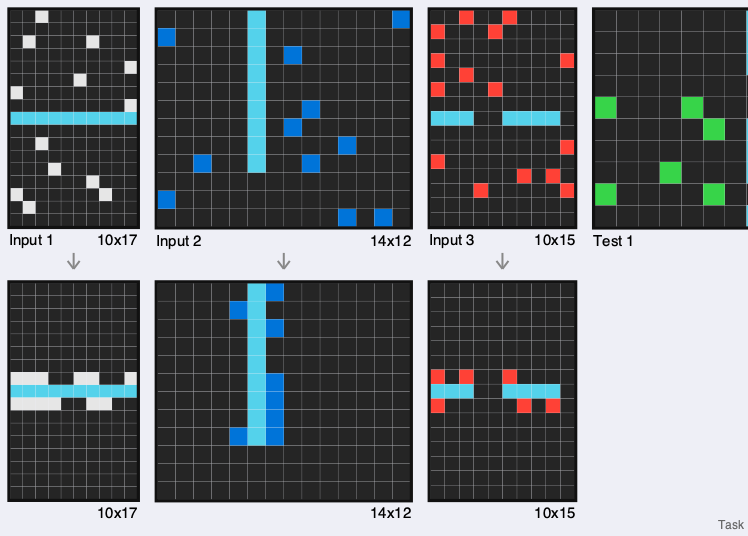 Input 1 10x17
Input 2 14x12
Input 3 10x15
Test 1
10x17
14x12
10x15
Task